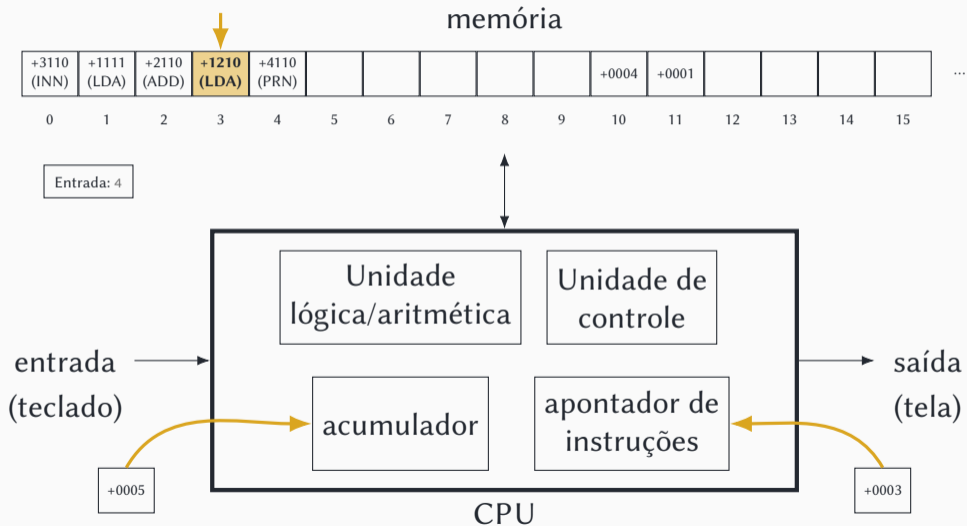 memória
+3110 +1111 +2110 +1210 +4110 +0004 +0001
(INN) (LDA) (ADD) (LDA) (PRN) ...
0 1 2 3 4 5 6 7 8 9 10 11 12 13 14 15
Entrada: 4
Unidade
lógica/aritmética
Unidade de
controle
entrada
(teclado)
saída
(tela)
acumulador
apontador de
instruções
+0005
+0003
CPU